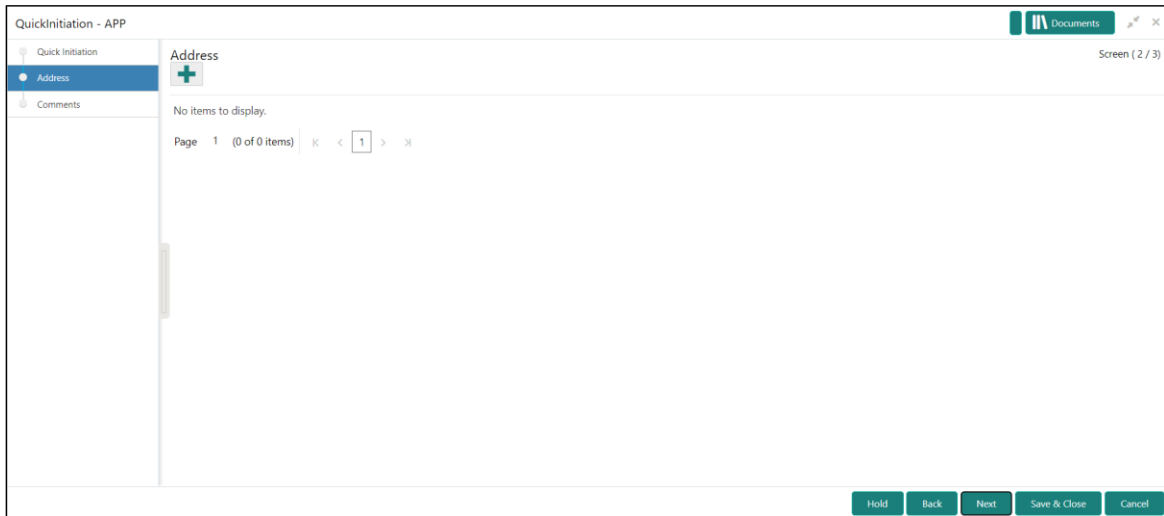 QuickInitiation - APP
Documents
Quick Initiation
Address
Comments
Address
Screen ( 2 / 3)
No items to display.
Page 1 (0 of 0 items) 1
Hold Back Next Save & Close Cancel